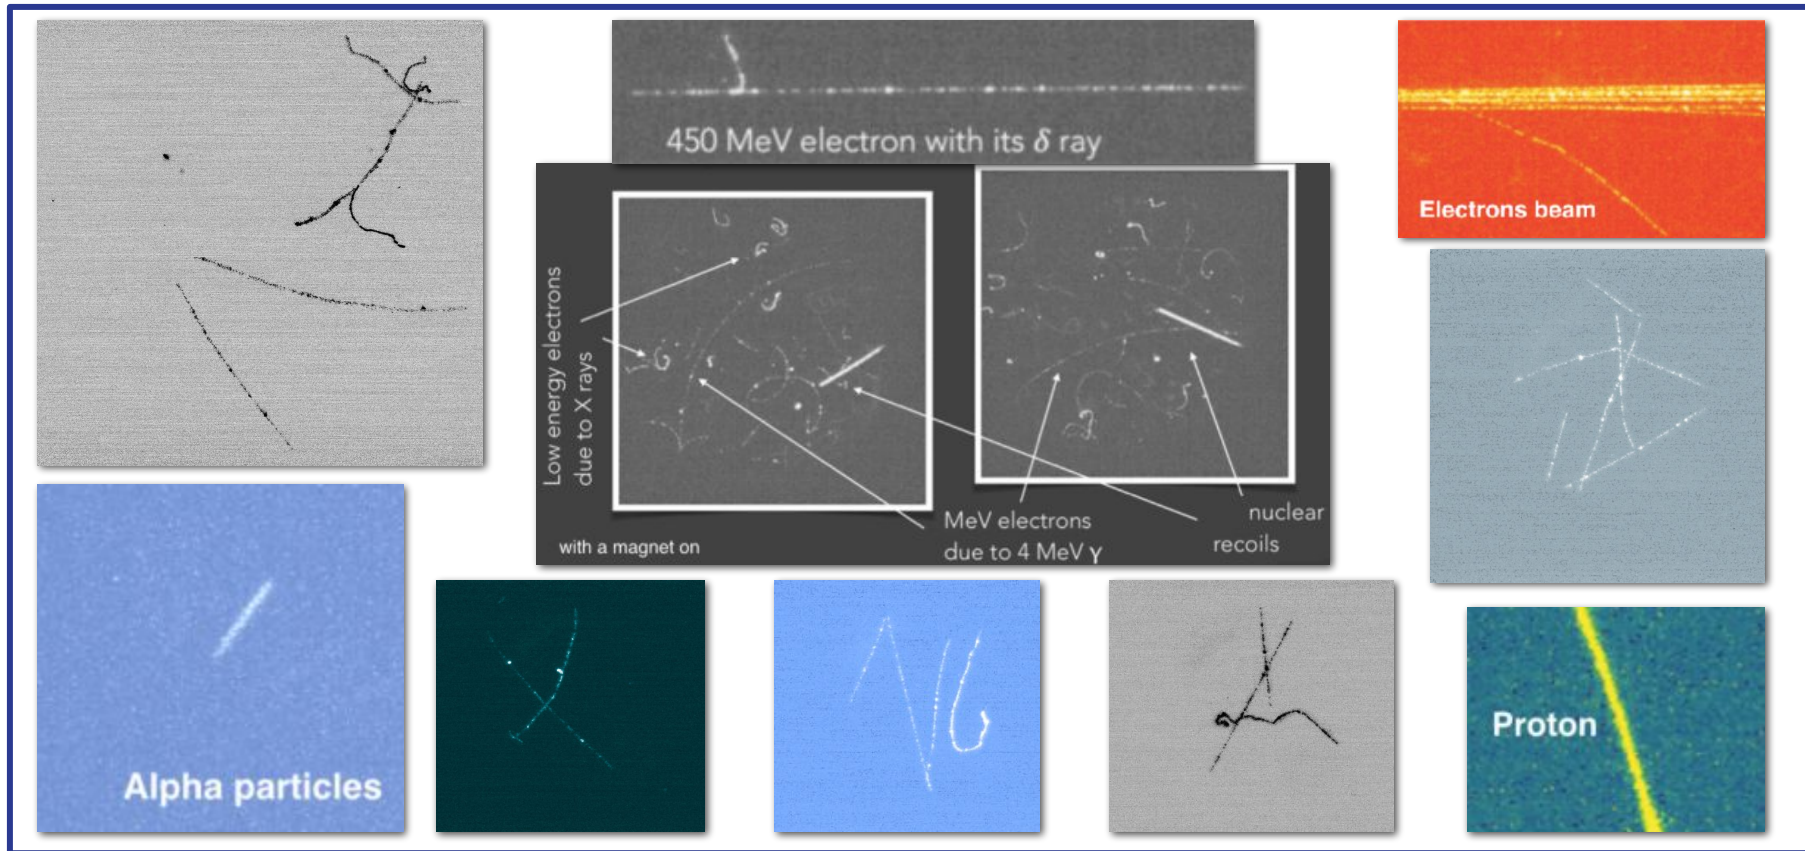 450 MeV electron with its δ ray
Electrons beam
Low energy electrons
due to X rays
MeV electrons
due to 4 MeV γ
nuclear
recoils
with a magnet on
Alpha particles
Proton